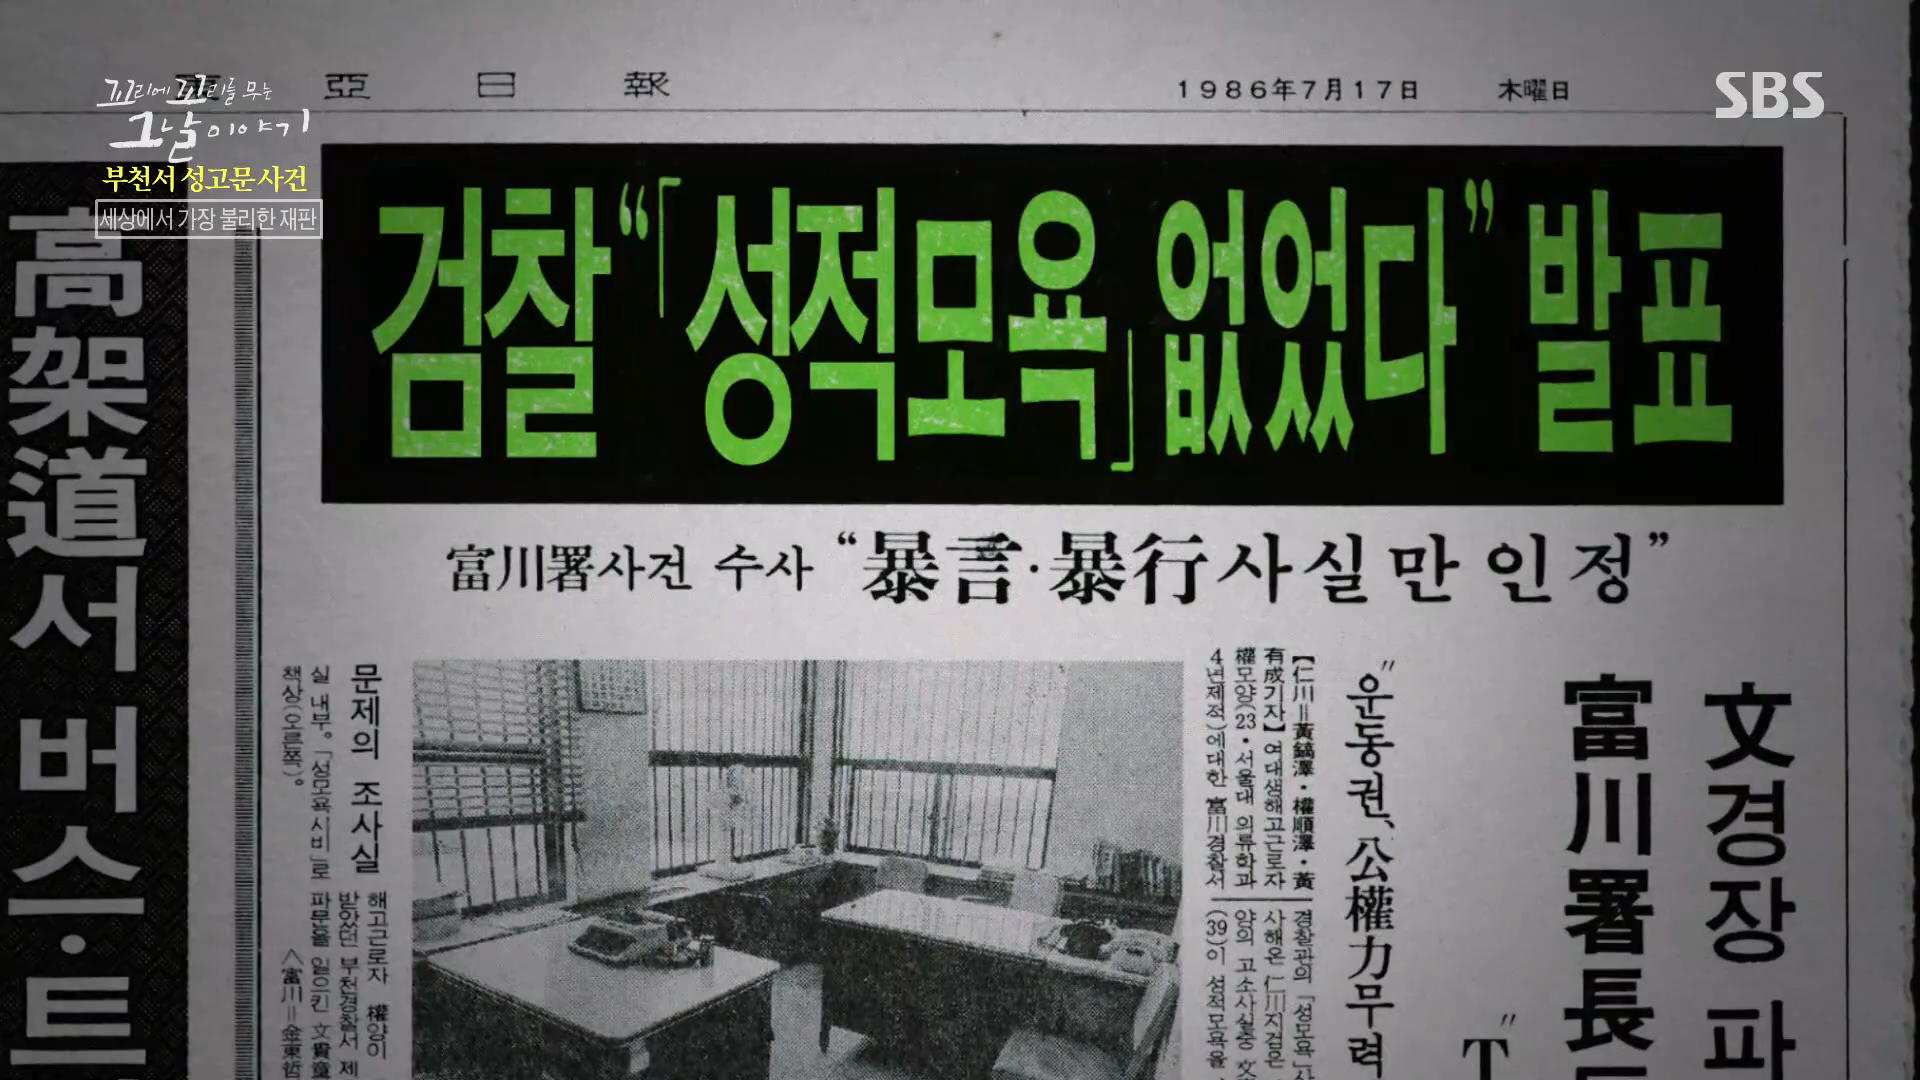 東亞日報
1986年7月17日 木曜日
꼬리에 꼬리를 무는
그날 이야기
부천서 성고문 사건
세상에서 가장 불리한 재판
SBS
검찰 “「성적모욕」 없었다” 발표
富川署사건 수사 “暴言·暴行사실만 인정”
高架道서 버스·트
文경장 파
富川署長
"운동권, 公權力무력
T"
【仁川=黃鎬澤·權順澤·黃
有成기자】 여대생해고근로자
權모양(23·서울대 의류학과
4년제적)에대한 富川경찰서
경찰관의 「성모욕」사
사해온 仁川지검은
양의 고소사실중 文
(39)이 성적모욕을
문제의 조사실
해고근로자 權양이
받았던 부천경찰서 제
실 내부. 「성모욕시비」로
파문을 일으킨 文貴童
책상(오른쪽).
<富川=金東哲